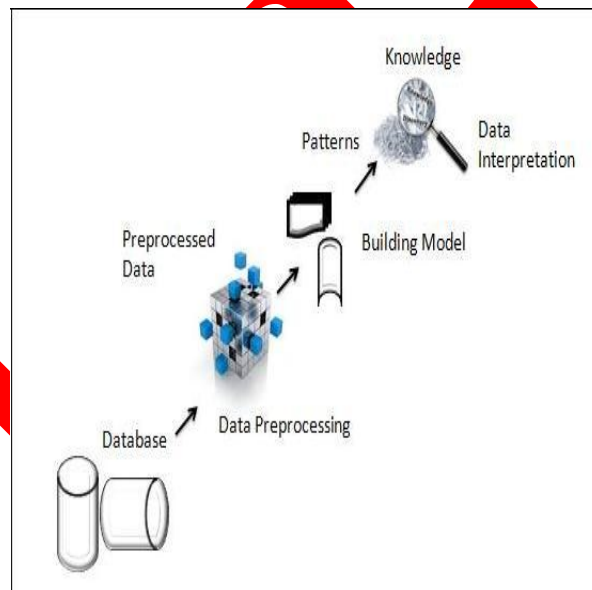 Knowledge
Patterns
Data
Interpretation
Preprocessed
Data
Building Model
Database
Data Preprocessing